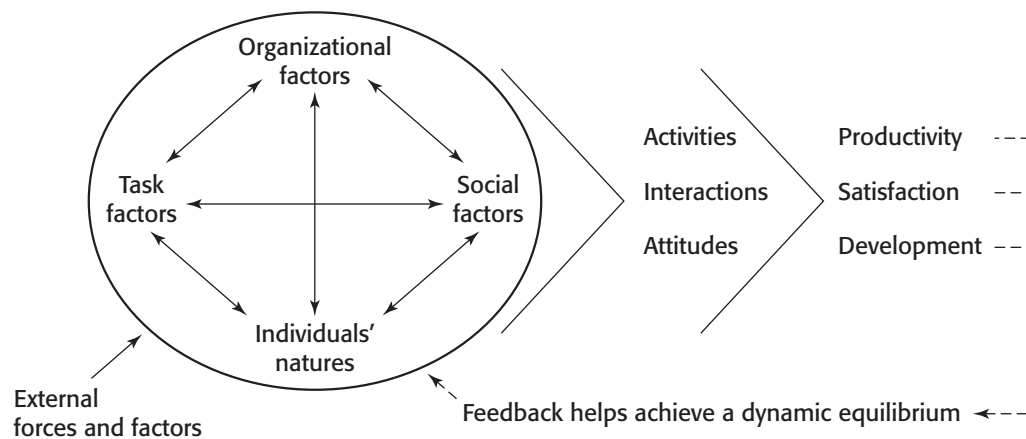 Organizational
factors
Task
factors
Social
factors
Individuals’
natures
External
forces and factors
Activities
Interactions
Attitudes
Productivity
Satisfaction
Development
Feedback helps achieve a dynamic equilibrium